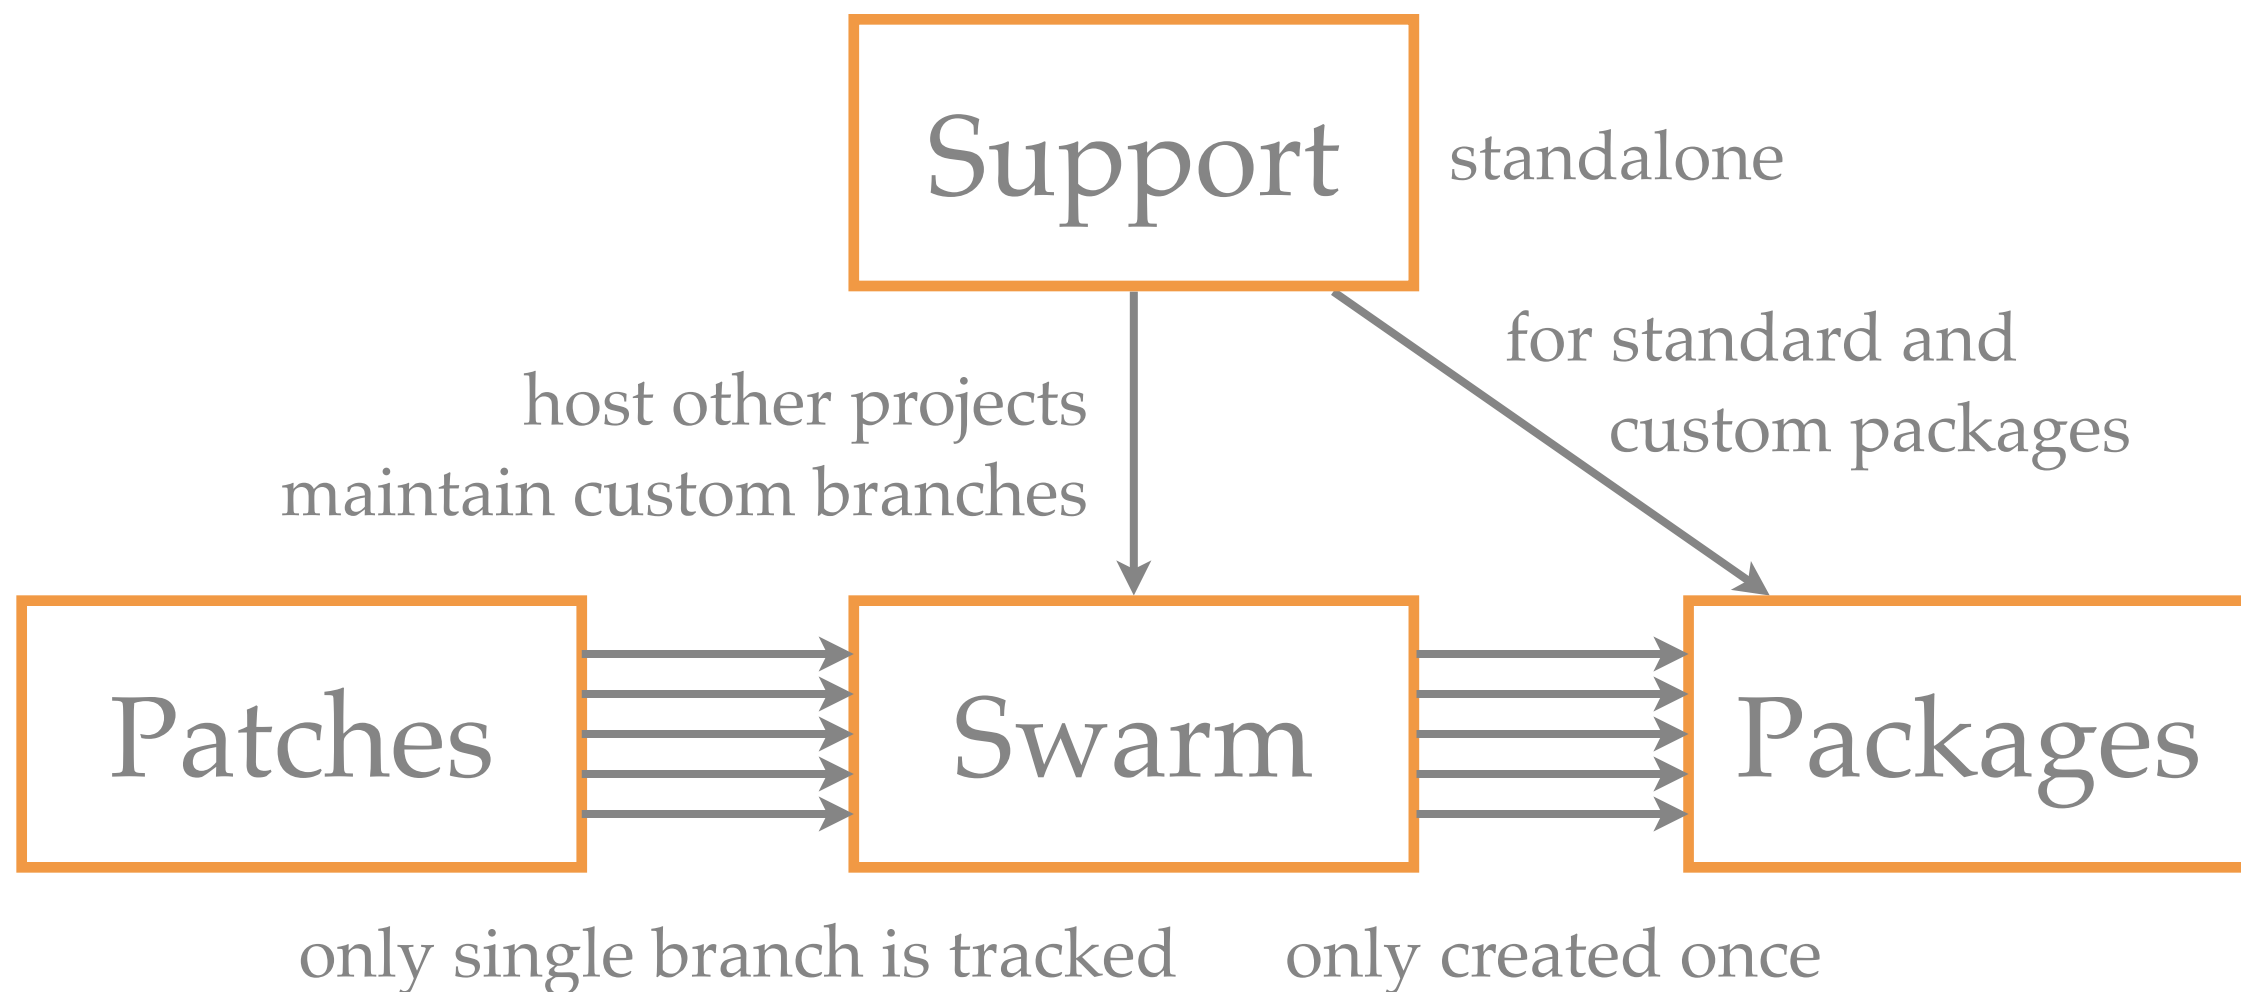 Support
standalone
for standard and
custom packages
host other projects
maintain custom branches
Patches
Swarm
Packages
only single branch is tracked
only created once